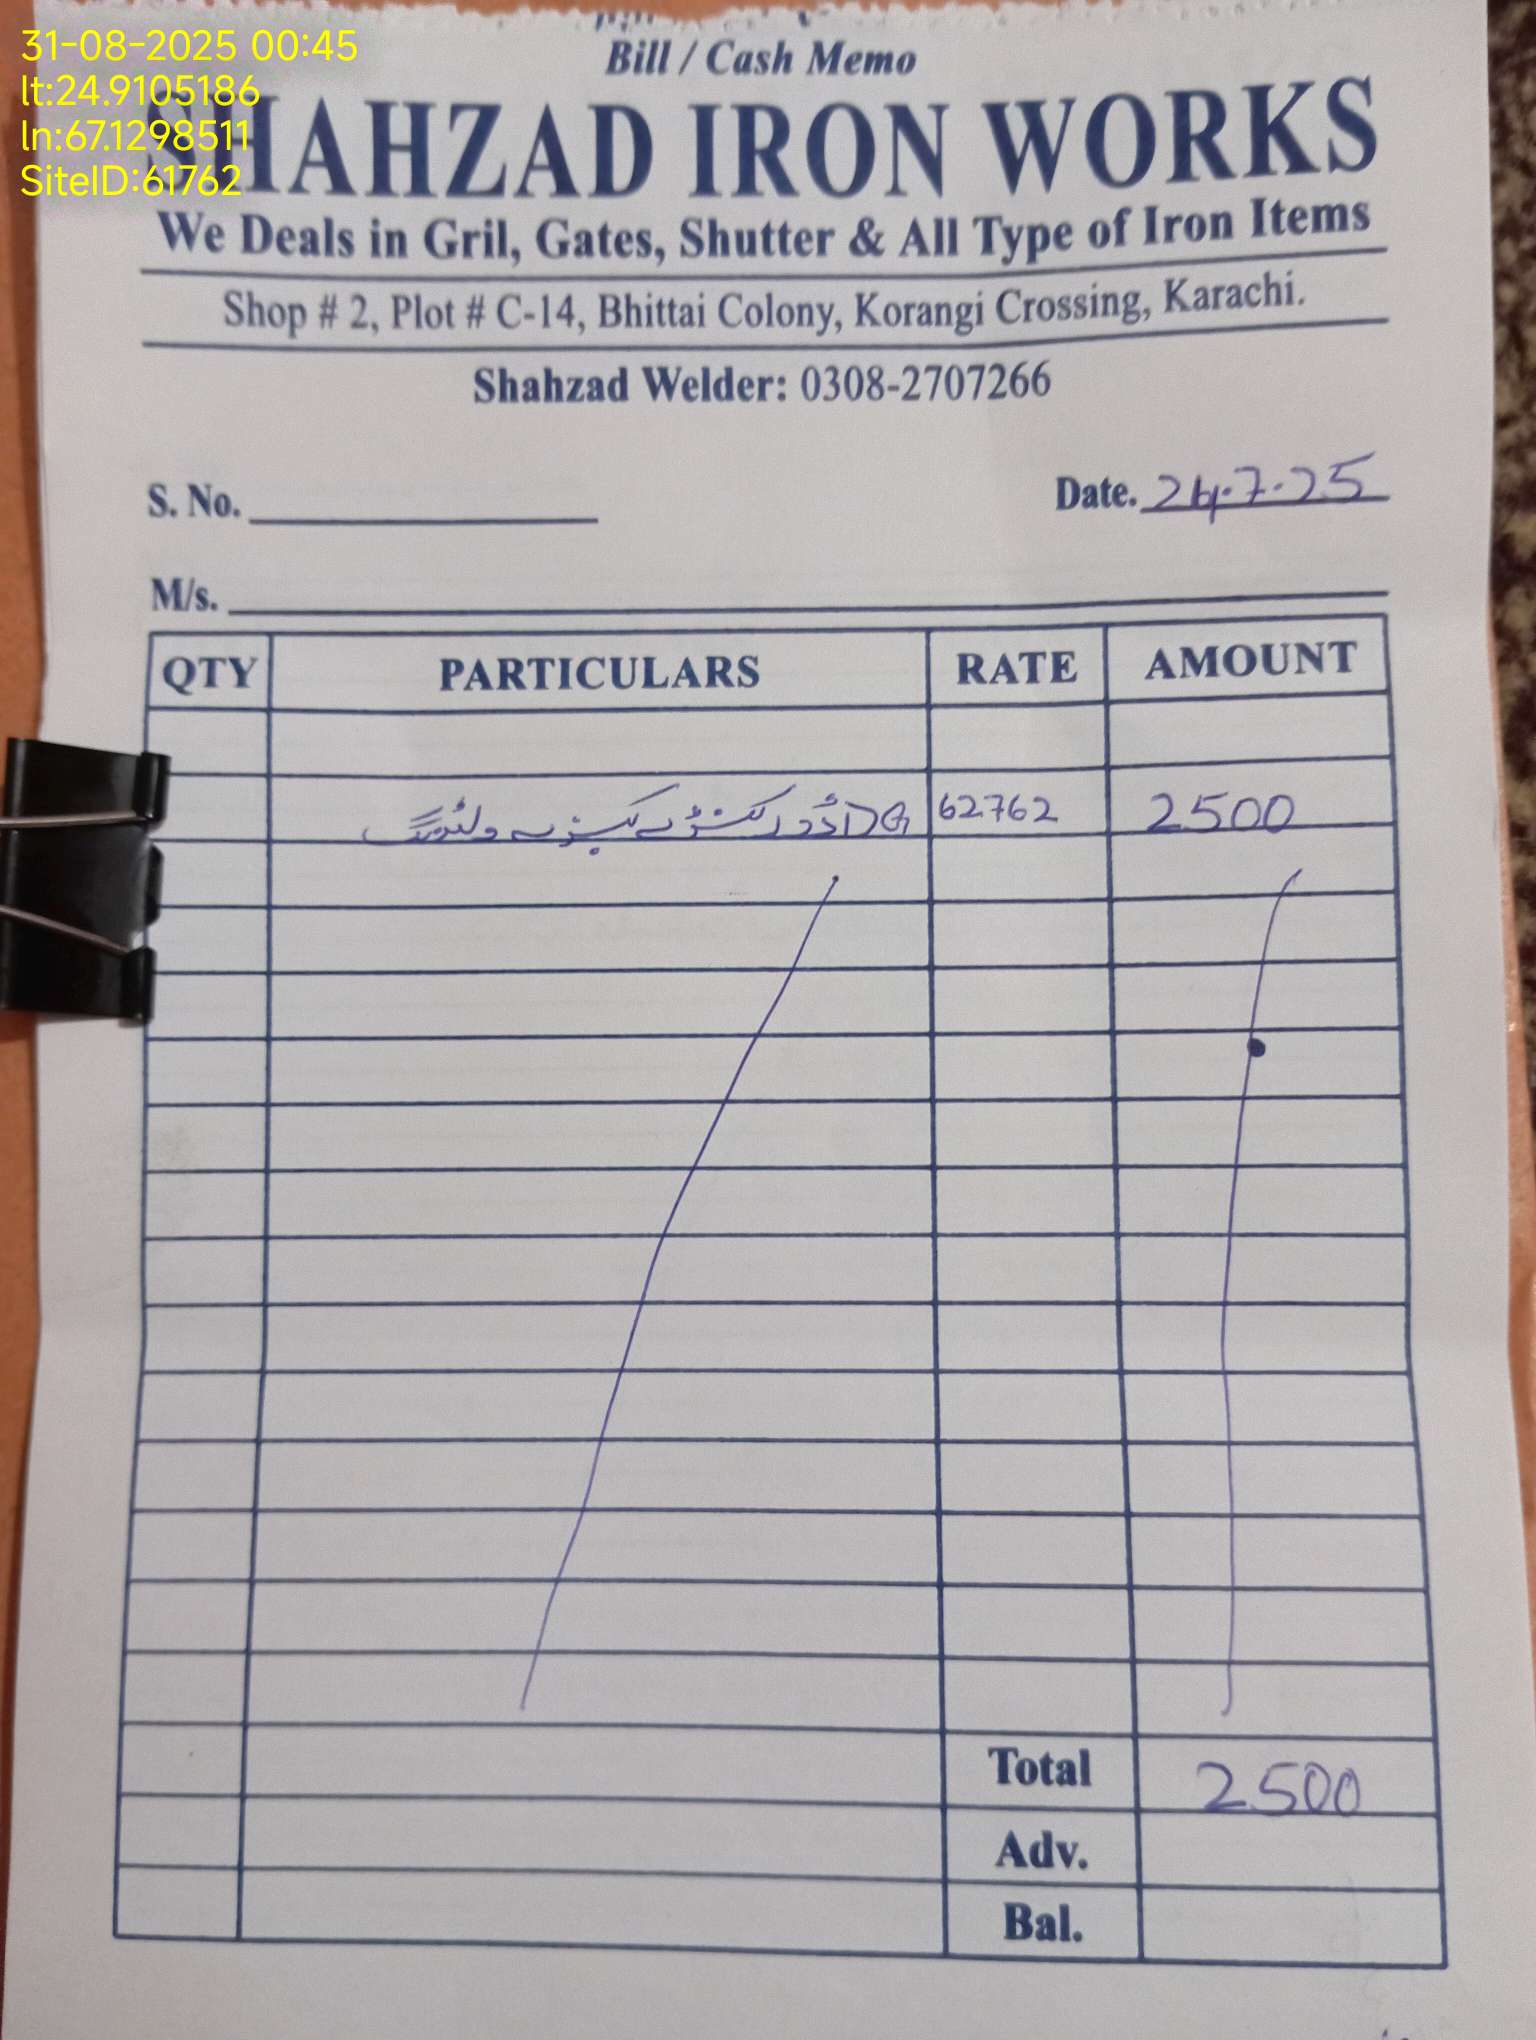 31-08-2025 00:45
lt:24.9105186
ln:67.1298511
SiteID:61762
Bill / Cash Memo
SHAHZAD IRON WORKS
We Deals in Gril, Gates, Shutter & All Type of Iron Items
Shop # 2, Plot # C-14, Bhittai Colony, Korangi Crossing, Karachi.
Shahzad Welder: 0308-2707266
S. No. Date. 24.7.25
M/s.
QTY PARTICULARS RATE AMOUNT
DG ڈور ولڈنگ 62762 2500
Total 2500
Adv.
Bal.